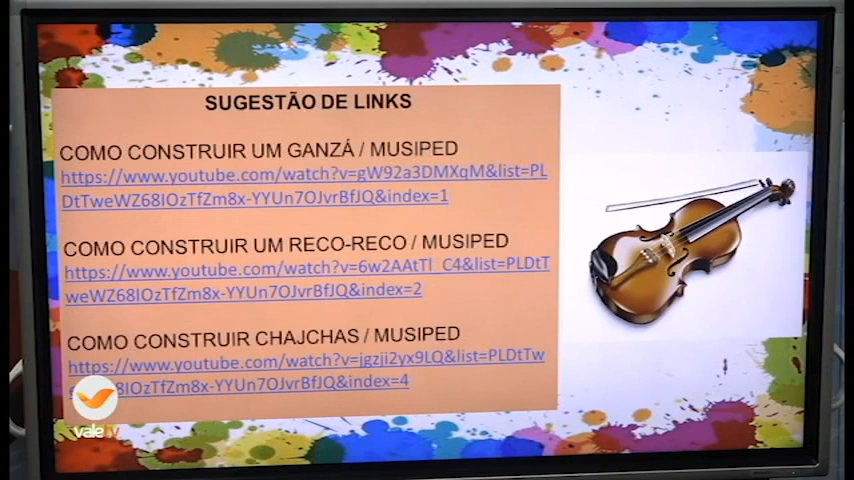 SUGESTÃO DE LINKS
COMO CONSTRUIR UM GANZÁ / MUSIPED
https://www.youtube.com/watch?v=gW92a3DMXqM&list=PL
DtTweWZ68IOzTfZm8x-YYUn7OJvrBfJQ&index=1
COMO CONSTRUIR UM RECO-RECO / MUSIPED
https://www.youtube.com/watch?v=6w2AAtTl_C4&list=PLDtT
weWZ68IOzTfZm8x-YYUn7OJvrBfJQ&index=2
COMO CONSTRUIR CHAJCHAS / MUSIPED
https://www.youtube.com/watch?v=jgzji2yx9LQ&list=PLDtTw
8IOzTfZm8x-YYUn7OJvrBfJQ&index=4
valeTV